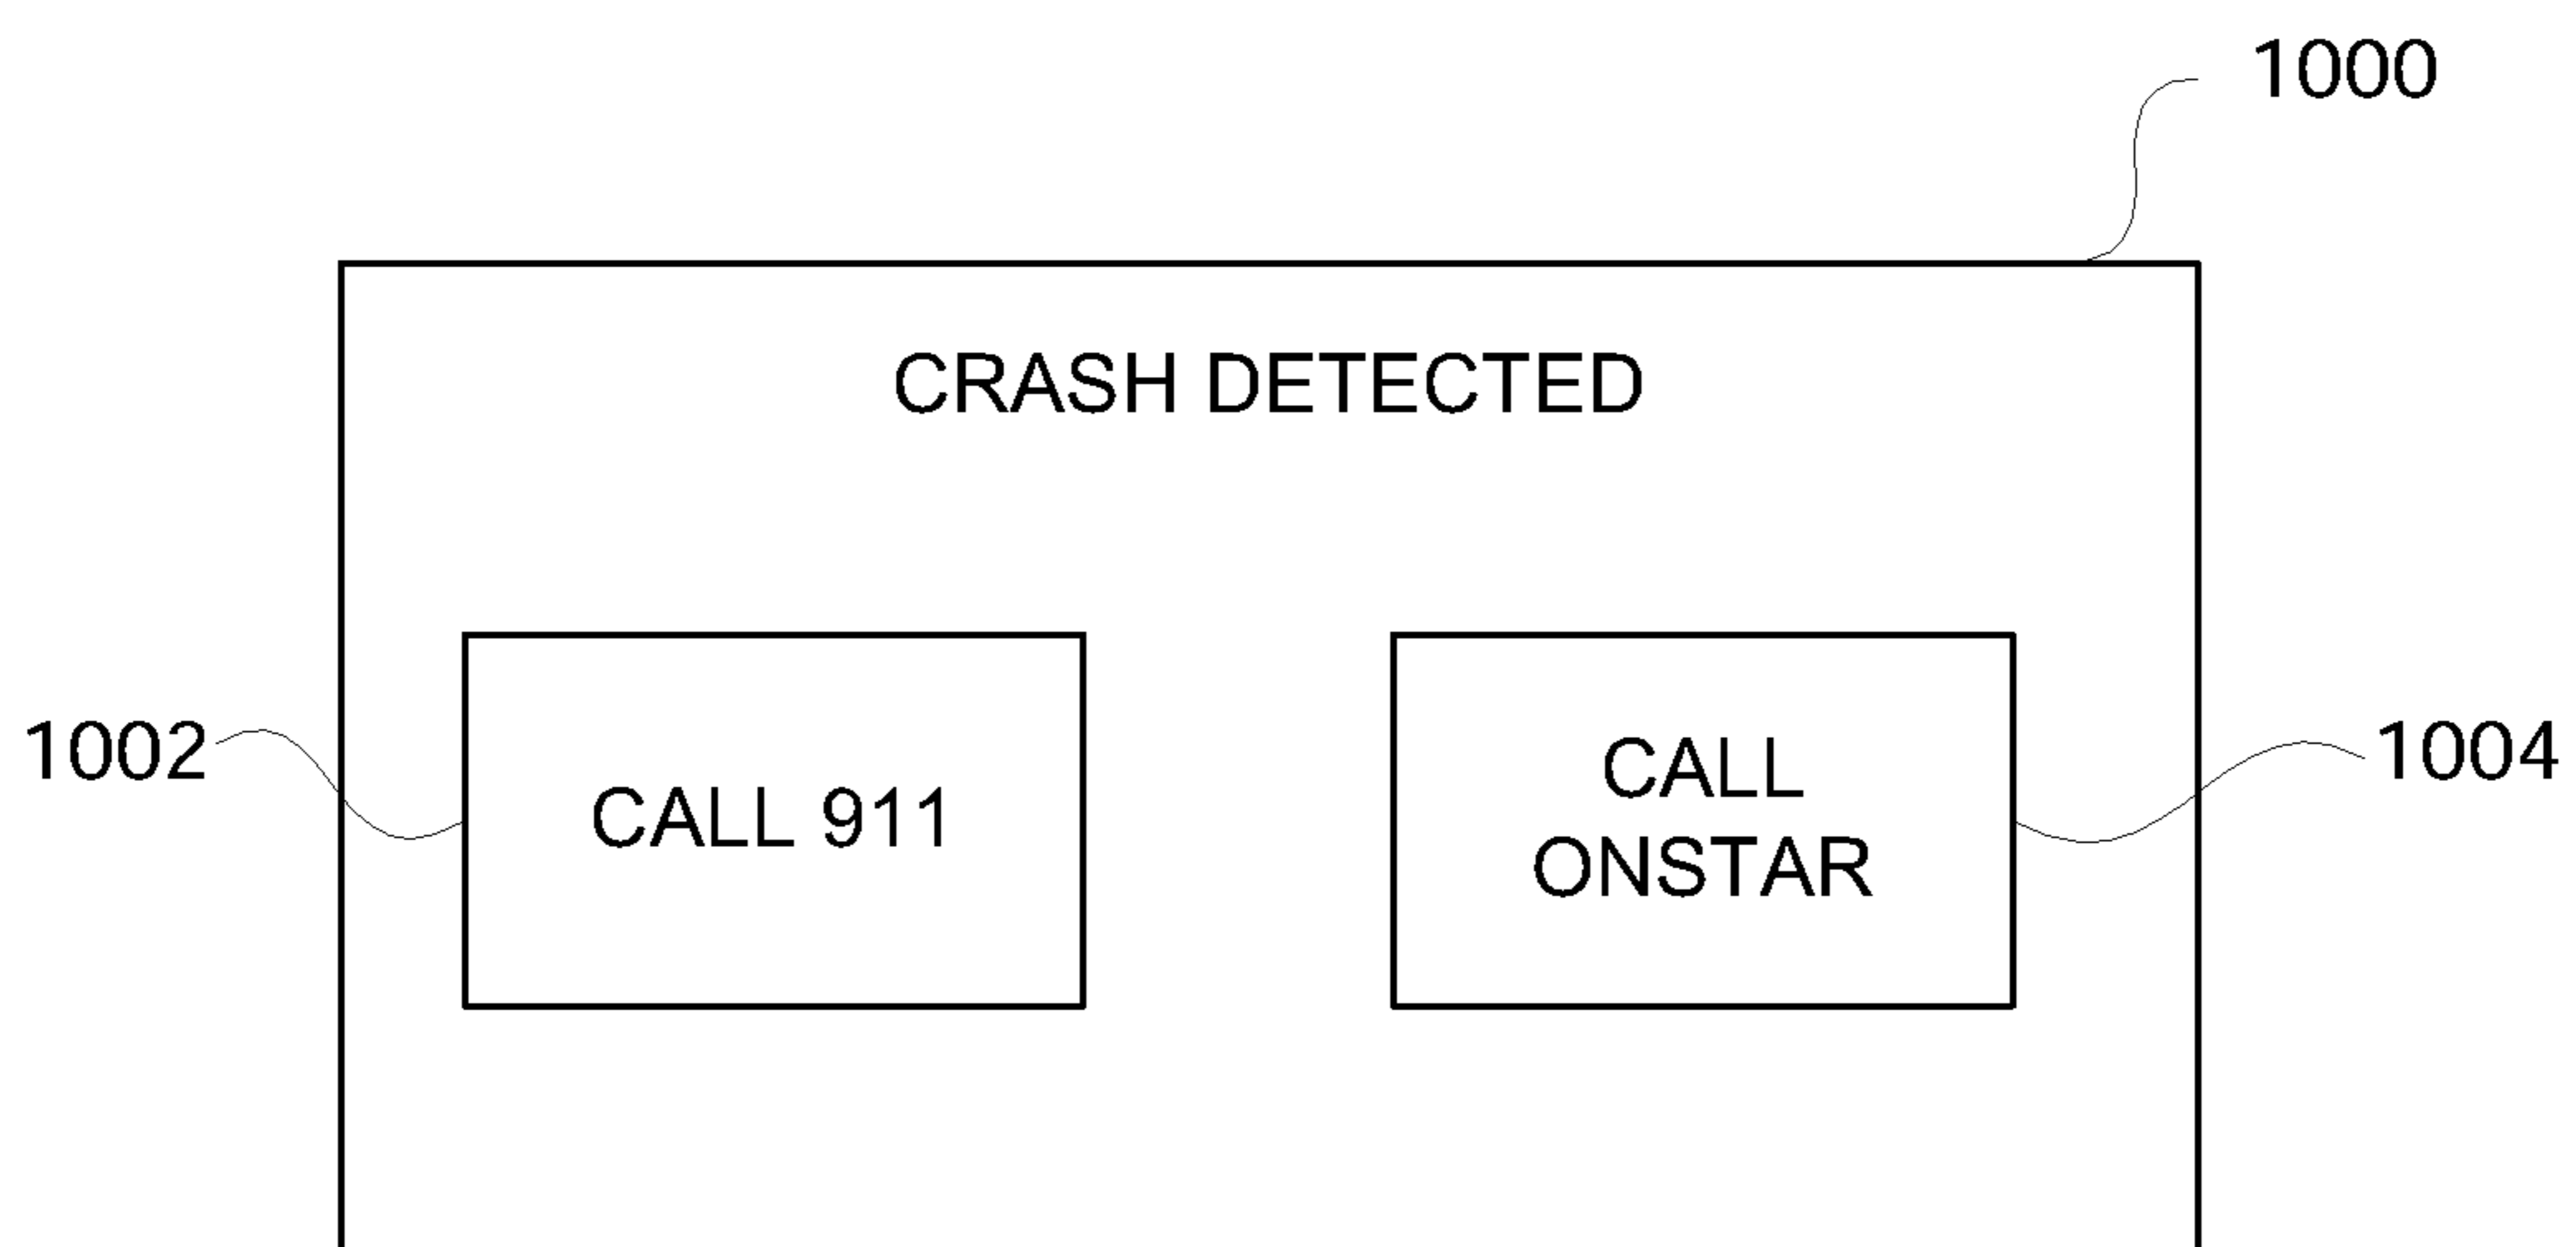 1000
CRASH DETECTED
1002
CALL 911
CALL
ONSTAR
1004